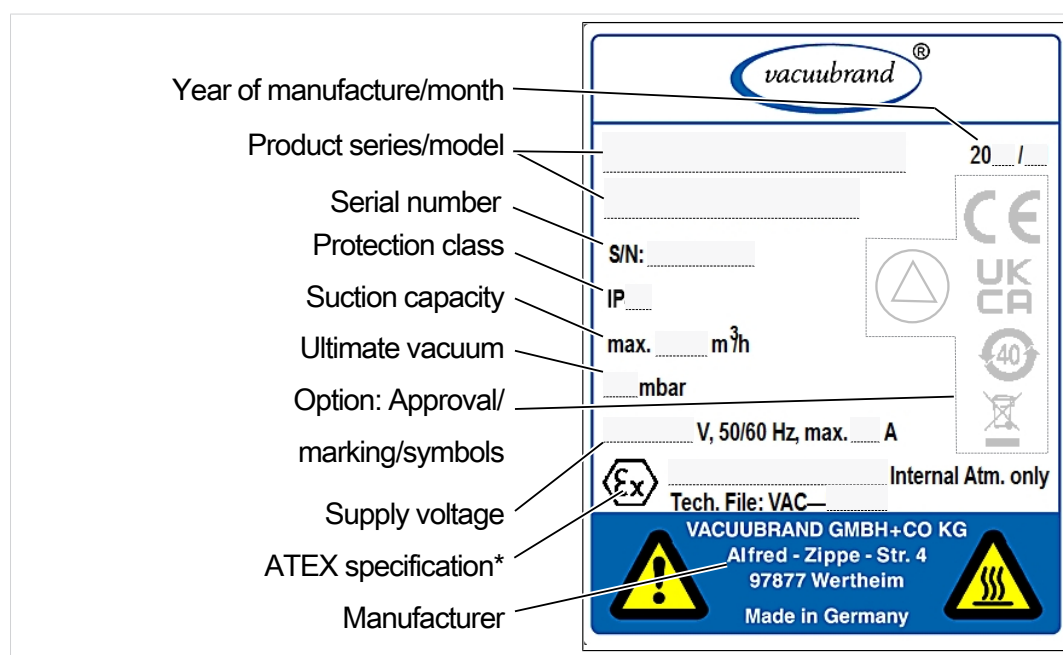 vacuubrand®
Year of manufacture/month
Product series/model
20 /
Serial number
S/N:
Protection class
IP
Suction capacity
max. m³/h
Ultimate vacuum
mbar
Option: Approval/
marking/symbols
CE
UK
CA
40
V, 50/60 Hz, max. A
Supply voltage
Ex Internal Atm. only
Tech. File: VAC—
ATEX specification*
Manufacturer
VACUUBRAND GMBH+CO KG
Alfred - Zippe - Str. 4
97877 Wertheim
Made in Germany